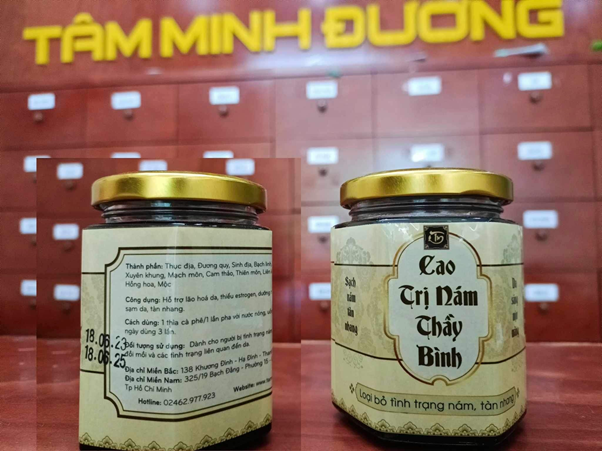 TÂM MINH ĐƯỜNG
Thành phần: Thục địa, Đương quy, Sinh địa, Bạch
Xuyên khung, Mạch môn, Cam thảo, Thiên môn,
Hồng hoa, Mộc
Công dụng: Hỗ trợ lão hoá da, thiếu estrogen, dưỡng
sạm da, tàn nhang.
Cách dùng: 1 thìa cà phê/1 lần pha với nước nóng,
ngày dùng 3 lần.
Đối tượng sử dụng: Dành cho người bị tình trạng
đồi mồi và các tình trạng liên quan đến da.
Địa chỉ Miền Bắc: 138 Khương Đình - Hạ Đình -
Địa chỉ Miền Nam: 325/19 Bạch Đằng - Phường 15
Tp Hồ Chí Minh
Website:
Hotline: 02462.977.923
18.06.23
18.06.25
Cao
Trị Nám
Thầy
Bình
Sạch
nám
tàn
nhang
Loại bỏ tình trạng nám, tàn nhang